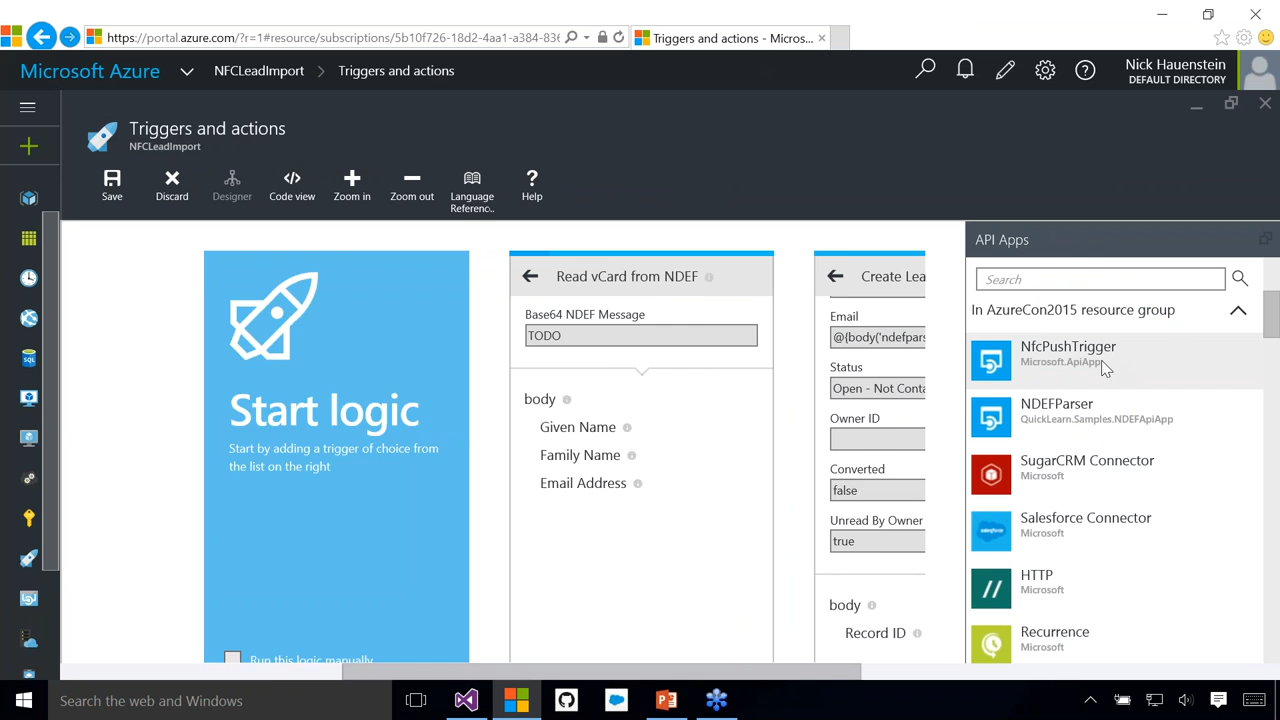 https://portal.azure.com/?r=1#resource/subscriptions/5b10f726-18d2-4aa1-a384-836
Triggers and actions - Micros...
Microsoft Azure
NFCLeadImport
Triggers and actions
Nick Hauenstein
DEFAULT DIRECTORY
Triggers and actions
NFCLeadImport
Save
Discard
Designer
Code view
Zoom in
Zoom out
Language
Referenc..
Help
Start logic
Start by adding a trigger of choice from
the list on the right
Run this logic manually
Read vCard from NDEF
Base64 NDEF Message
TODO
body
Given Name
Family Name
Email Address
Create Lea
Email
@{body('ndefpars
Status
Open - Not Conta
Owner ID
Converted
false
Unread By Owner
true
body
Record ID
API Apps
Search
In AzureCon2015 resource group
NfcPushTrigger
Microsoft.ApiApp
NDEFParser
QuickLearn.Samples.NDEFApiApp
SugarCRM Connector
Microsoft
Salesforce Connector
Microsoft
HTTP
Microsoft
Recurrence
Microsoft
SQL
Search the web and Windows